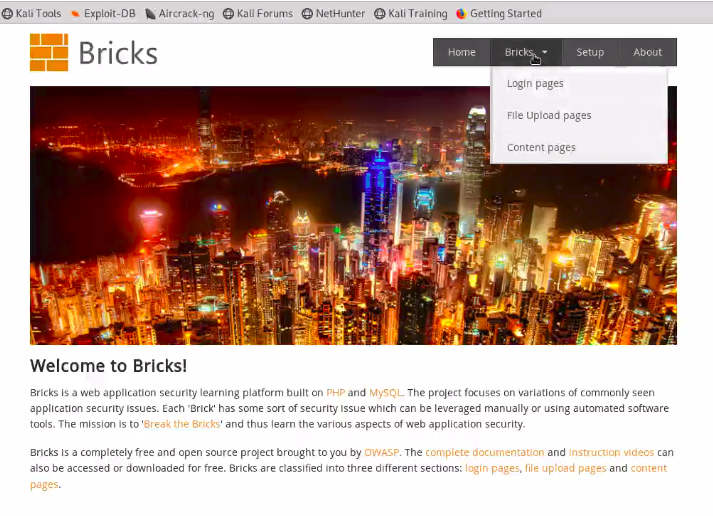 Kali Tools Exploit-DB Aircrack-ng Kali Forums NetHunter Kali Training Getting Started
Bricks
Home Bricks Setup About
Login pages
File Upload pages
Content pages
Welcome to Bricks!
Bricks is a web application security learning platform built on PHP and MySQL. The project focuses on variations of commonly seen
application security issues. Each 'Brick' has some sort of security issue which can be leveraged manually or using automated software
tools. The mission is to 'Break the Bricks' and thus learn the various aspects of web application security.
Bricks is a completely free and open source project brought to you by OWASP. The complete documentation and instruction videos can
also be accessed or downloaded for free. Bricks are classified into three different sections: login pages, file upload pages and content
pages.